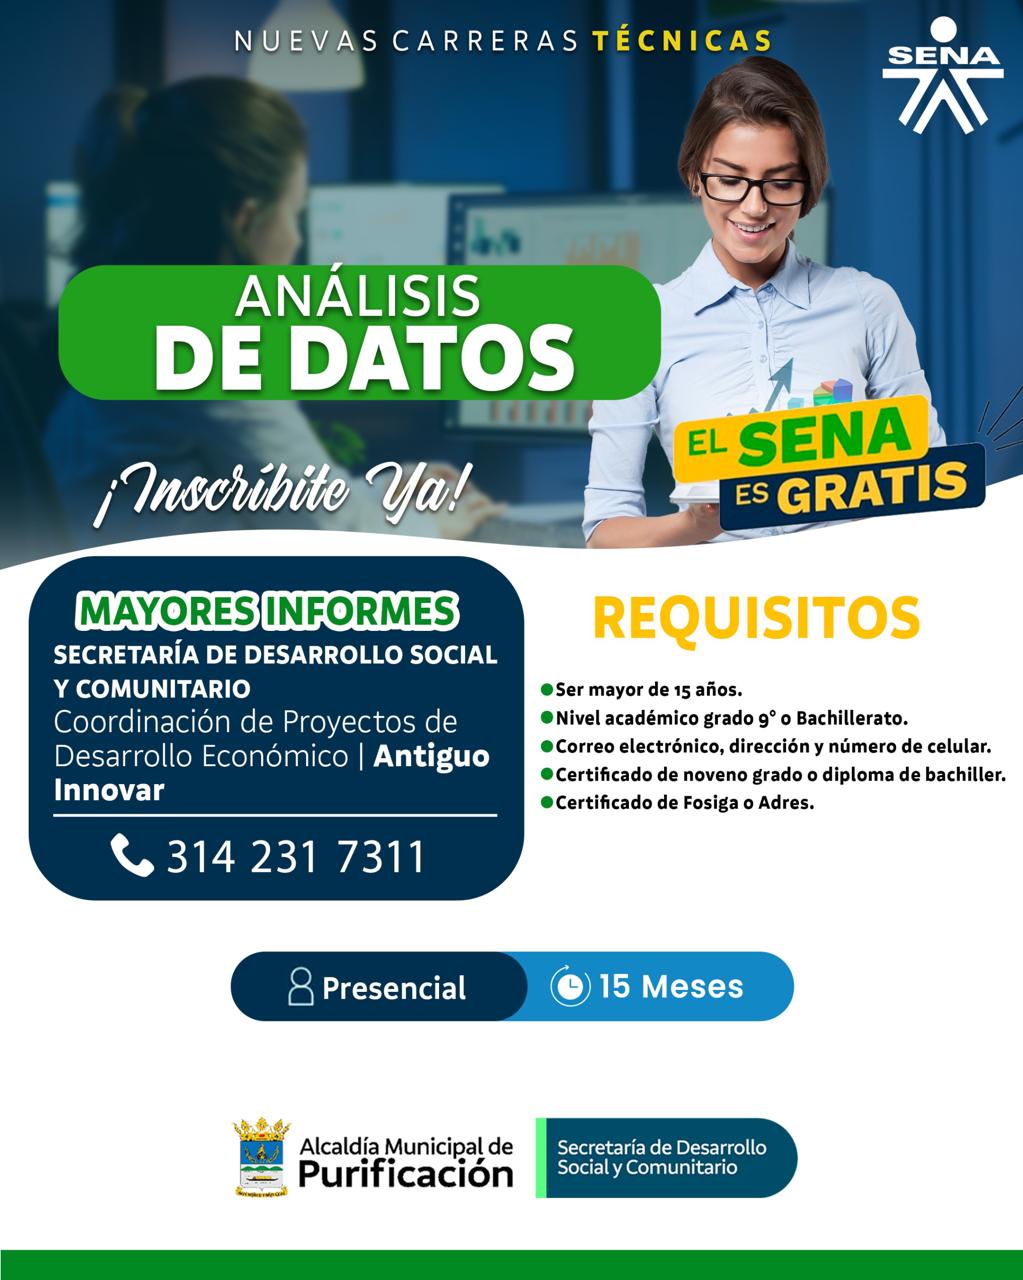 NUEVAS CARRERAS TÉCNICAS
SENA
ANÁLISIS
DE DATOS
EL SENA
ES GRATIS
¡Inscríbite Ya!
MAYORES INFORMES
SECRETARÍA DE DESARROLLO SOCIAL
Y COMUNITARIO
Coordinación de Proyectos de
Desarrollo Económico | Antiguo
Innovar
314 231 7311
REQUISITOS
Ser mayor de 15 años.
Nivel académico grado 9° o Bachillerato.
Correo electrónico, dirección y número de celular.
Certificado de noveno grado o diploma de bachiller.
Certificado de Fosiga o Adres.
Presencial
15 Meses
Alcaldía Municipal de
Purificación
Secretaría de Desarrollo
Social y Comunitario